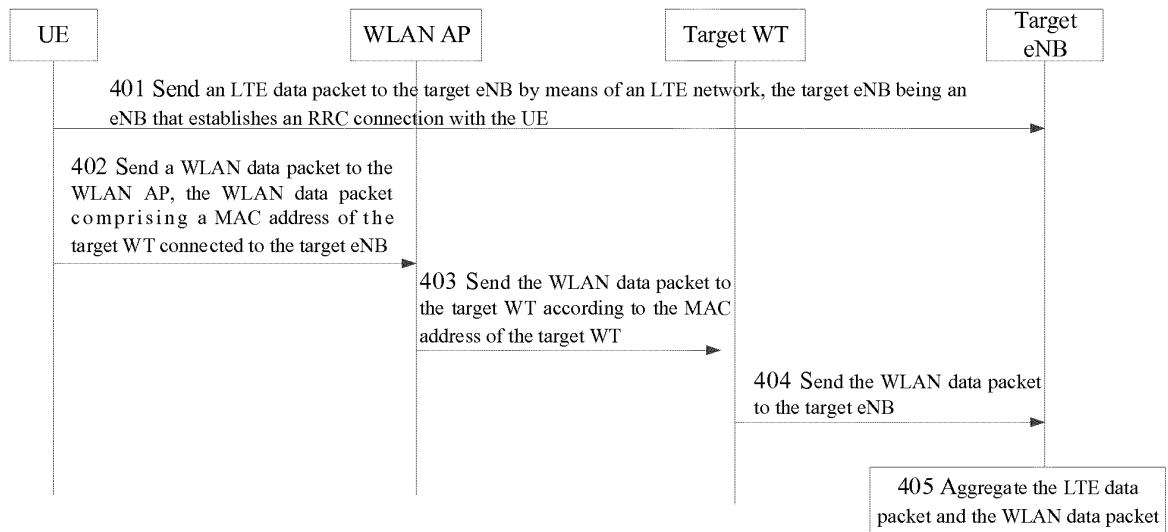 UE
WLAN AP
Target WT
Target
eNB
401 Send an LTE data packet to the target eNB by means of an LTE network, the target eNB being an
eNB that establishes an RRC connection with the UE
402 Send a WLAN data packet to the
WLAN AP, the WLAN data packet
comprising a MAC address of the
target WT connected to the target eNB
403 Send the WLAN data packet to
the target WT according to the MAC
address of the target WT
404 Send the WLAN data packet
to the target eNB
405 Aggregate the LTE data
packet and the WLAN data packet